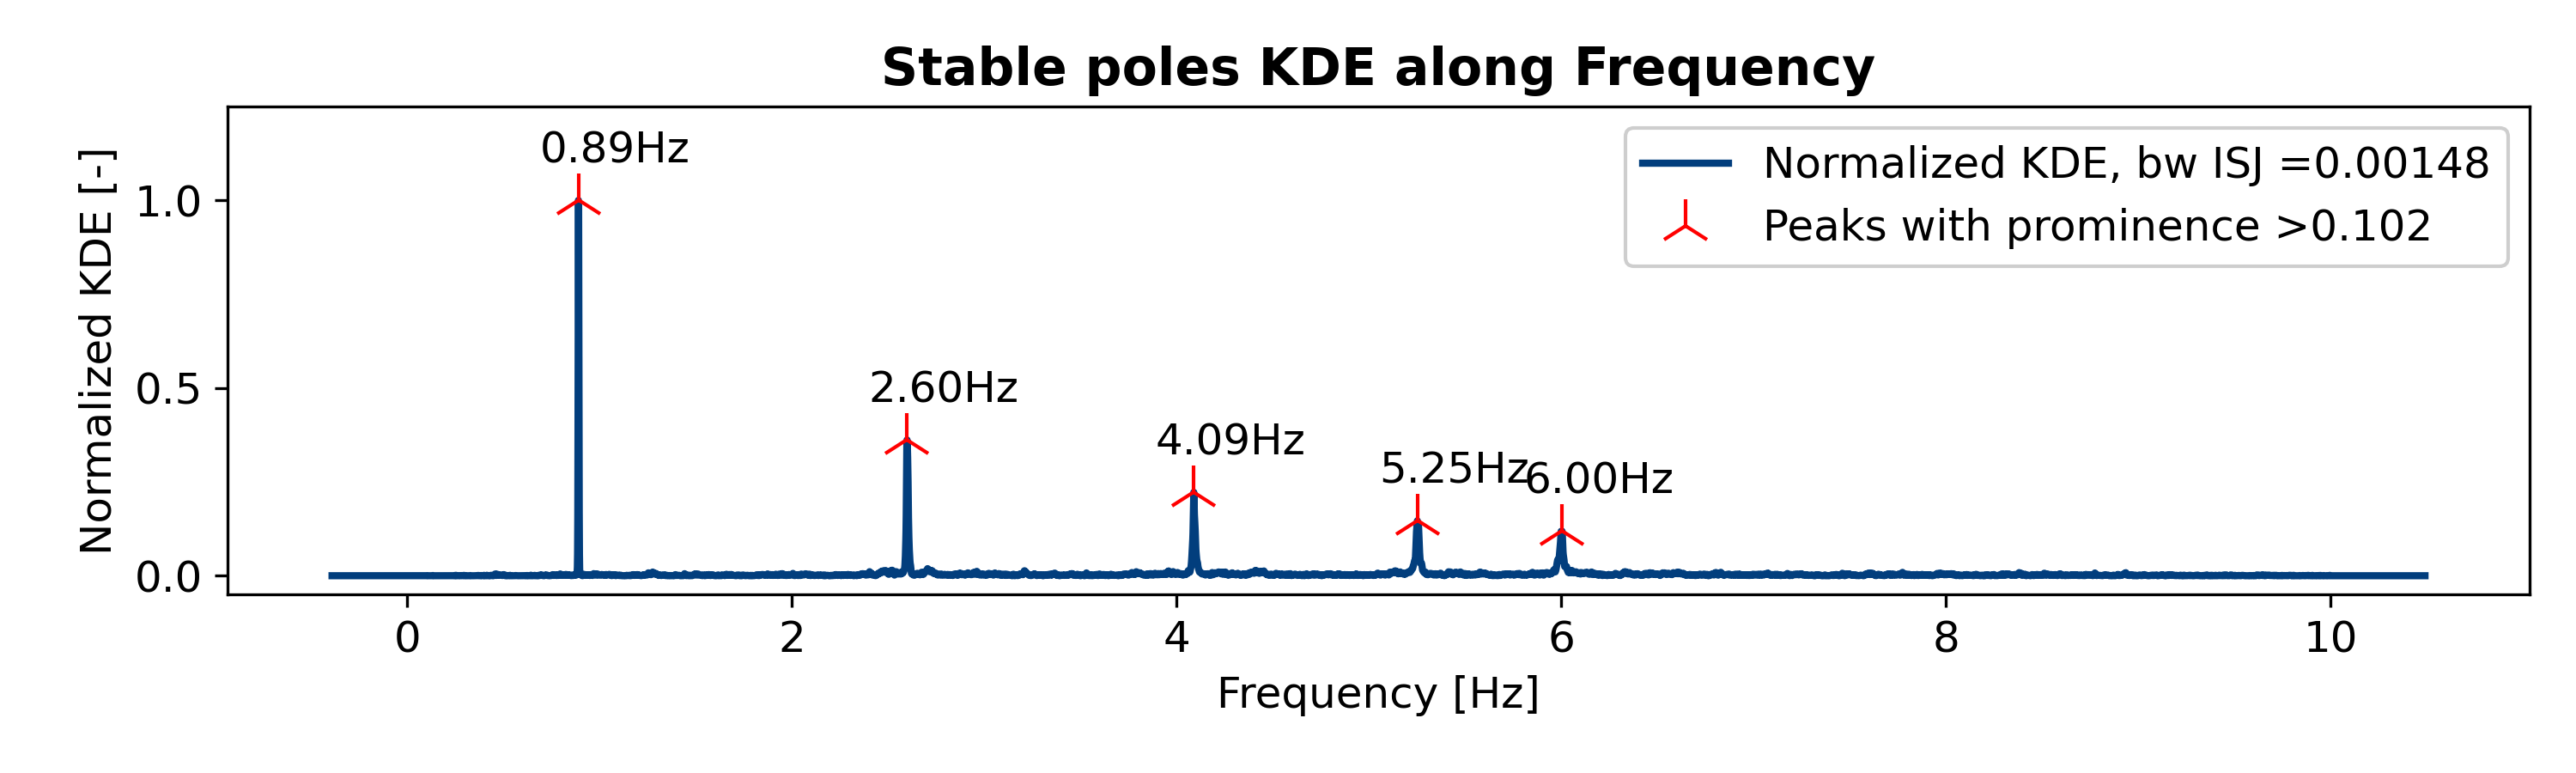 Stable poles KDE along Frequency
Normalized KDE [-]
1.0
0.5
0.0
0.89Hz
2.60Hz
4.09Hz
5.25Hz
6.00Hz
Normalized KDE, bw ISJ =0.00148
Peaks with prominence >0.102
0 2 4 6 8 10
Frequency [Hz]